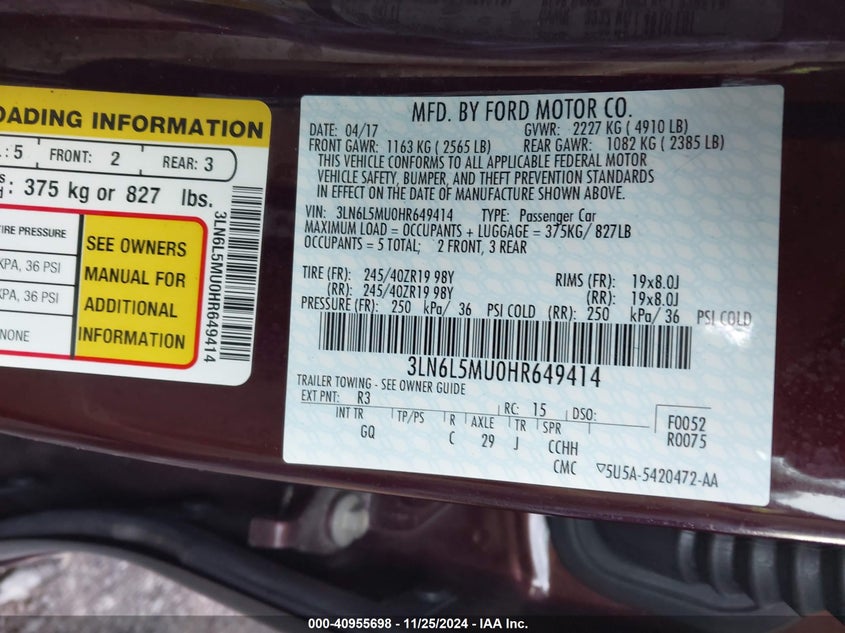 OADING INFORMATION
: 5 FRONT: 2 REAR: 3
: 375 kg or 827 lbs.
TIRE PRESSURE
KPA, 36 PSI
KPA, 36 PSI
NONE
SEE OWNERS
MANUAL FOR
ADDITIONAL
INFORMATION
3LN6L5MU0HR649414
MFD. BY FORD MOTOR CO.
DATE: 04/17 GVWR: 2227 KG ( 4910 LB)
FRONT GAWR: 1163 KG ( 2565 LB) REAR GAWR: 1082 KG ( 2385 LB)
THIS VEHICLE CONFORMS TO ALL APPLICABLE FEDERAL MOTOR
VEHICLE SAFETY, BUMPER, AND THEFT PREVENTION STANDARDS
IN EFFECT ON THE DATE OF MANUFACTURE SHOWN ABOVE.
VIN: 3LN6L5MU0HR649414 TYPE: Passenger Car
MAXIMUM LOAD = OCCUPANTS + LUGGAGE = 375KG/ 827LB
OCCUPANTS = 5 TOTAL; 2 FRONT, 3 REAR
TIRE (FR): 245/40ZR19 98Y RIMS (FR): 19x8.0J
(RR): 245/40ZR19 98Y (RR): 19x8.0J
PRESSURE (FR): 250 kPa/ 36 PSI COLD (RR): 250 kPa/ 36 PSI COLD
3LN6L5MU0HR649414
TRAILER TOWING - SEE OWNER GUIDE
EXT PNT: R3 RC: 15 DSO: F0052
INT TR TP/PS R AXLE TR SPR R0075
GQ C 29 J CCHH
CMC ▽5U5A-5420472-AA
000-40955698 - 11/25/2024 - IAA Inc.